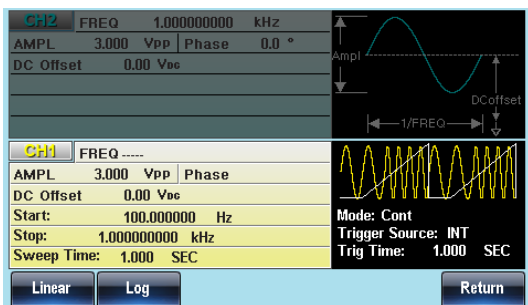 CH2 FREQ 1.000000000 kHz
AMPL 3.000 Vpp Phase 0.0 °
DC Offset 0.00 VDC
Ampl
DCoffset
1/FREQ
CH1 FREQ -----
AMPL 3.000 Vpp Phase
DC Offset 0.00 VDC
Start: 100.000000 Hz
Stop: 1.000000000 kHz
Sweep Time: 1.000 SEC
Mode: Cont
Trigger Source: INT
Trig Time: 1.000 SEC
Linear Log Return